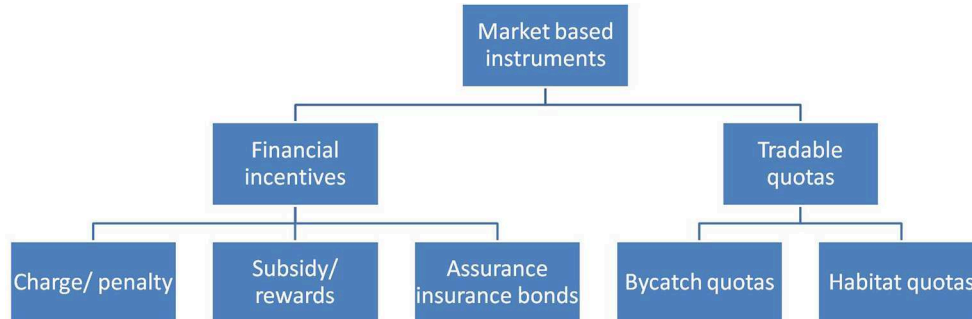 Market based
instruments
Financial
incentives
Tradable
quotas
Charge/ penalty
Subsidy/
rewards
Assurance
insurance bonds
Bycatch quotas
Habitat quotas